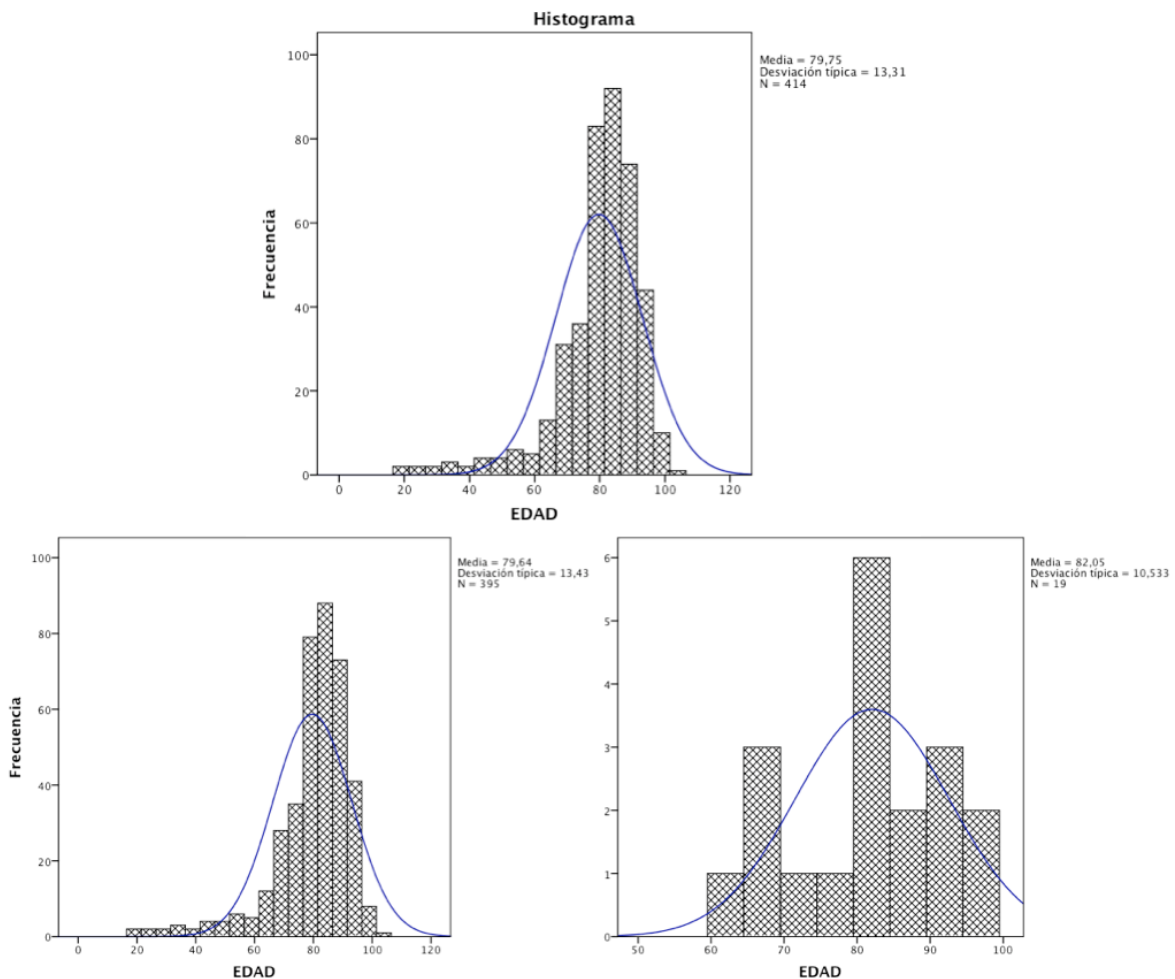 Histograma
Media = 79,75
Desviación típica = 13,31
N = 414
Frecuencia
100
80
60
40
20
0
0 20 40 60 80 100 120
EDAD
Media = 79,64
Desviación típica = 13,43
N = 395
Frecuencia
100
80
60
40
20
0
0 20 40 60 80 100 120
EDAD
Media = 82,05
Desviación típica = 10,533
N = 19
6
5
4
3
2
1
0
50 60 70 80 90 100
EDAD